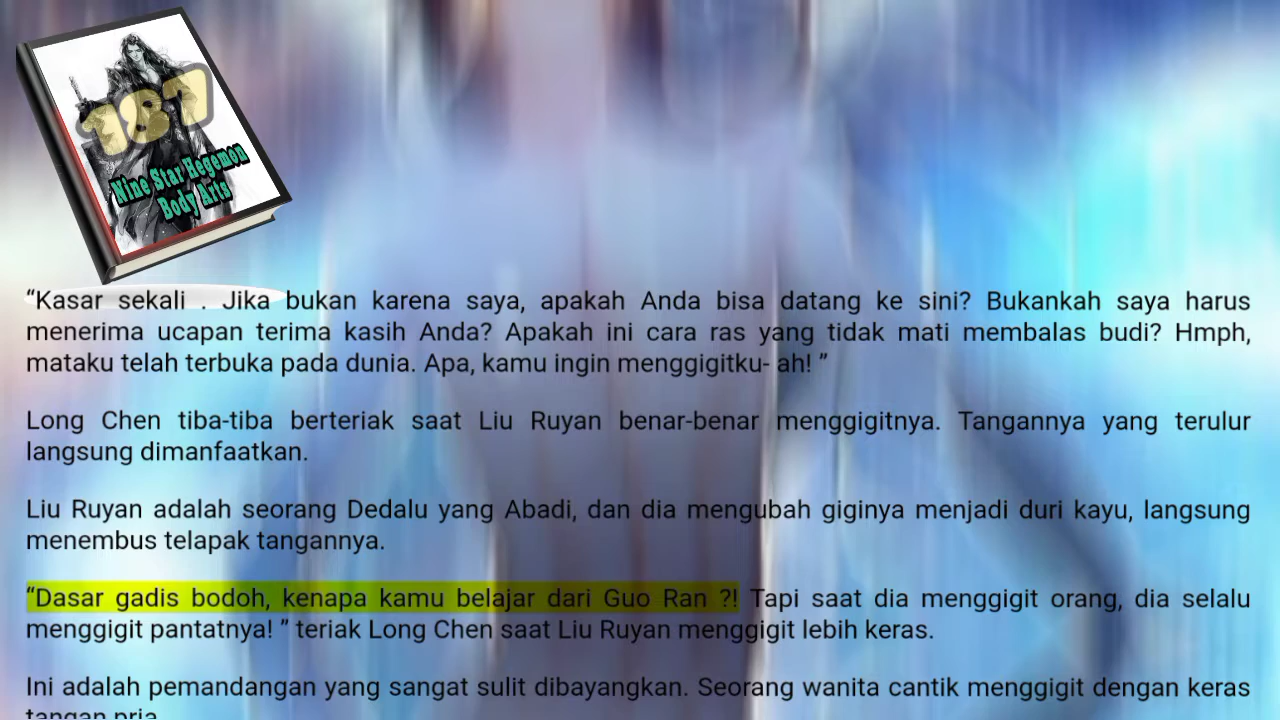 187
Nine Star Hegemon
Body Arts
“Kasar sekali . Jika bukan karena saya, apakah Anda bisa datang ke sini? Bukankah saya harus
menerima ucapan terima kasih Anda? Apakah ini cara ras yang tidak mati membalas budi? Hmph,
mataku telah terbuka pada dunia. Apa, kamu ingin menggigitku- ah! ”
Long Chen tiba-tiba berteriak saat Liu Ruyan benar-benar menggigitnya. Tangannya yang terulur
langsung dimanfaatkan.
Liu Ruyan adalah seorang Dedalu yang Abadi, dan dia mengubah giginya menjadi duri kayu, langsung
menembus telapak tangannya.
“Dasar gadis bodoh, kenapa kamu belajar dari Guo Ran ?! Tapi saat dia menggigit orang, dia selalu
menggigit pantatnya! ” teriak Long Chen saat Liu Ruyan menggigit lebih keras.
Ini adalah pemandangan yang sangat sulit dibayangkan. Seorang wanita cantik menggigit dengan keras
tangan pria